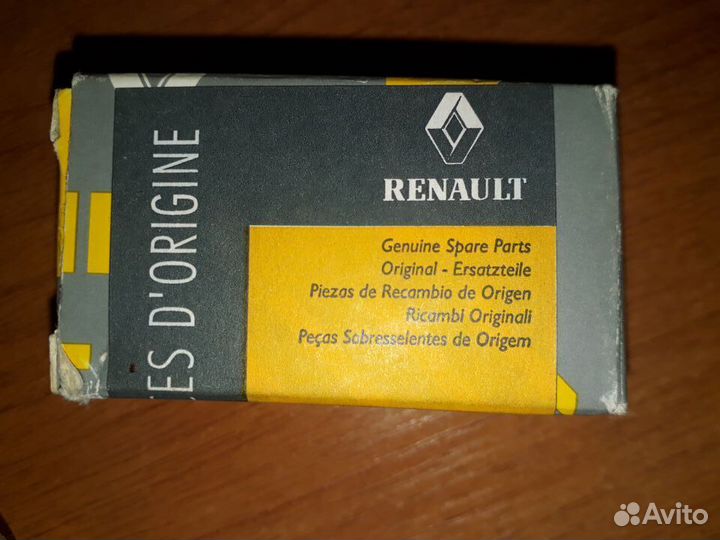 RENAULT
Genuine Spare Parts
Original - Ersatzteile
Piezas de Recambio de Origen
Ricambi Originali
Peças Sobresselentes de Origem
CES D'ORIGINE
Avito